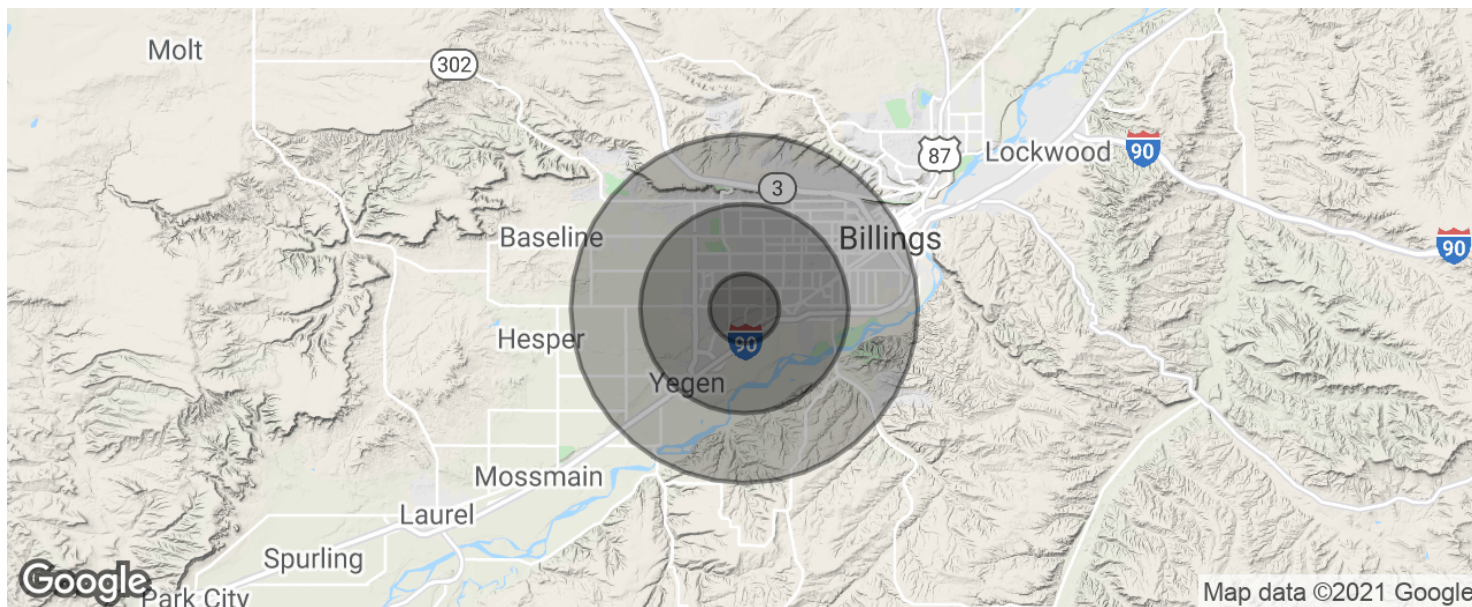 Molt
302
87
Lockwood
90
3
Baseline
Billings
90
Hesper
90
Yegen
Mossmain
Laurel
Spurling
Google
Park City
Map data ©2021 Google